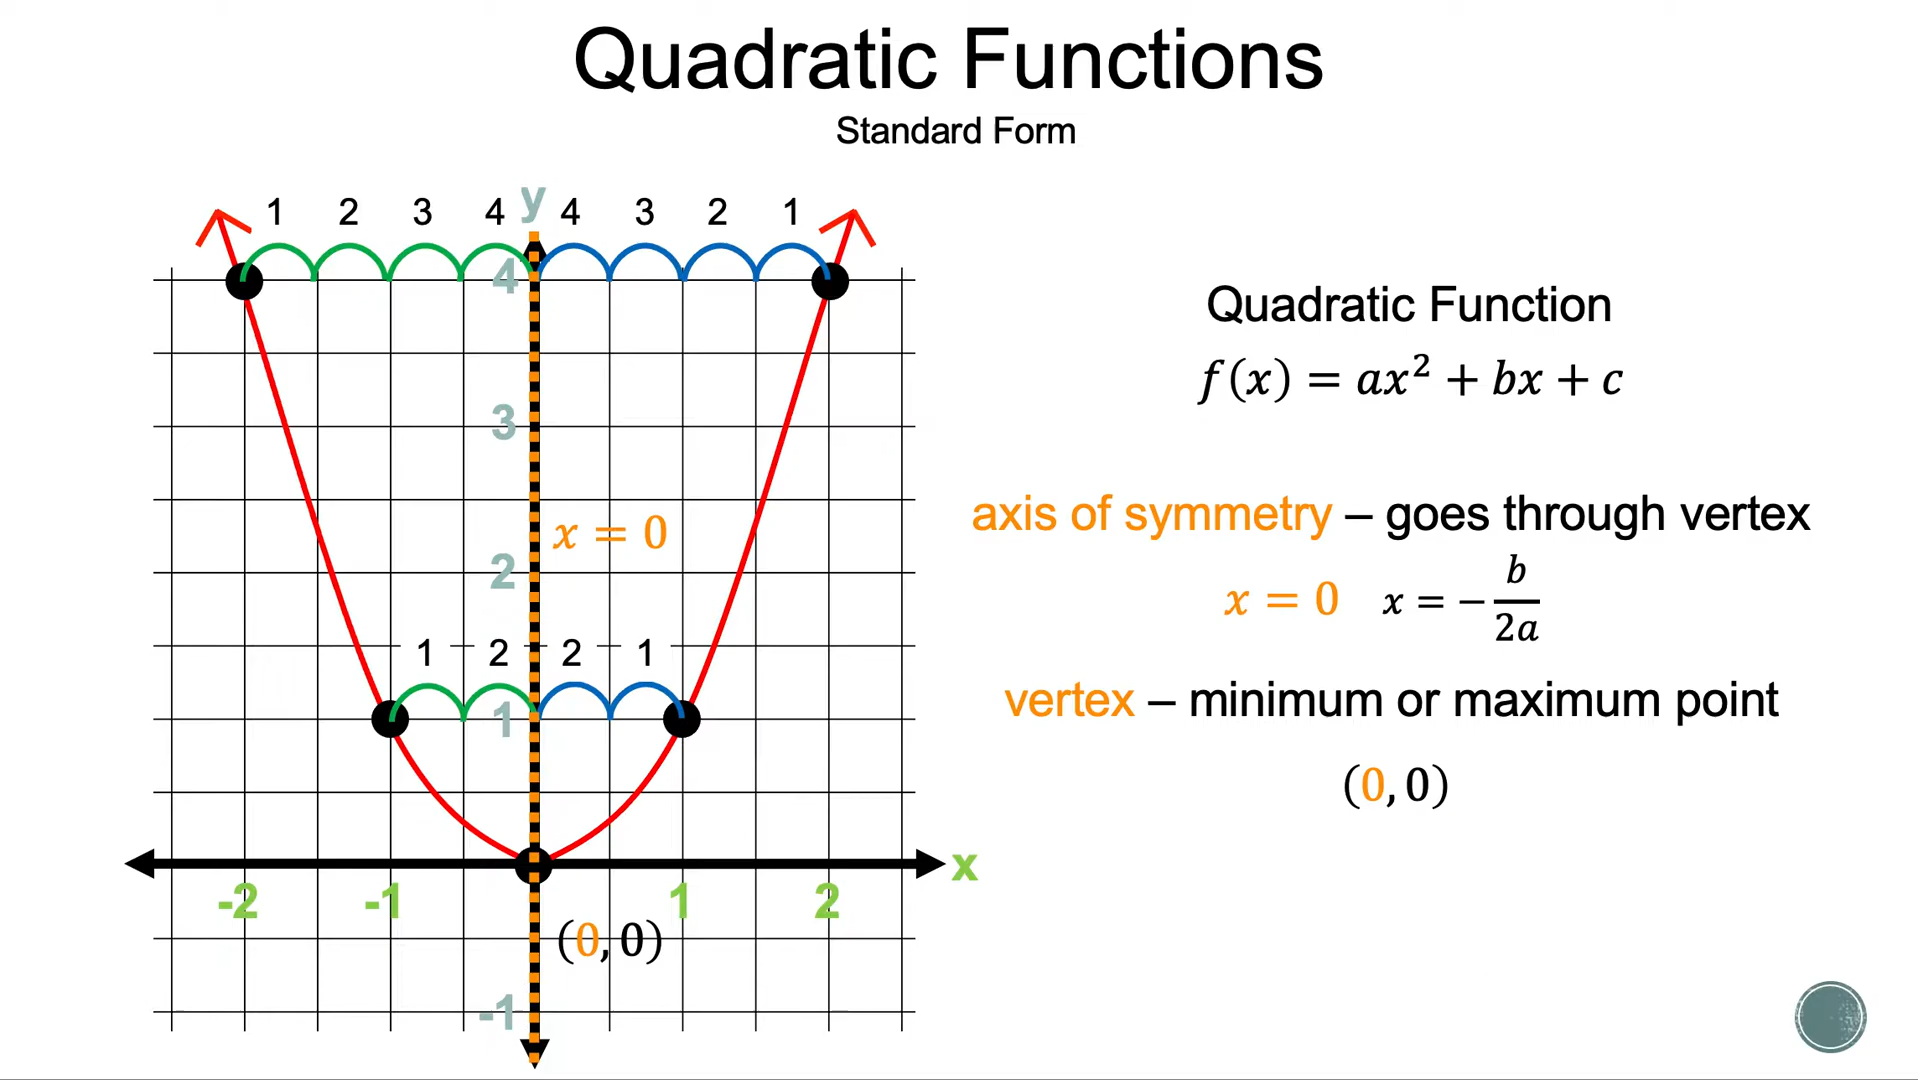 Quadratic Functions
Standard Form
1 2 3 4 y 4 3 2 1
4
3
x = 0
2
1 2 2 1
1
x
-2 -1 1 2
(0, 0)
-1
Quadratic Function
f(x) = ax² + bx + c
axis of symmetry – goes through vertex
x = 0 x = −b/2a
vertex – minimum or maximum point
(0, 0)